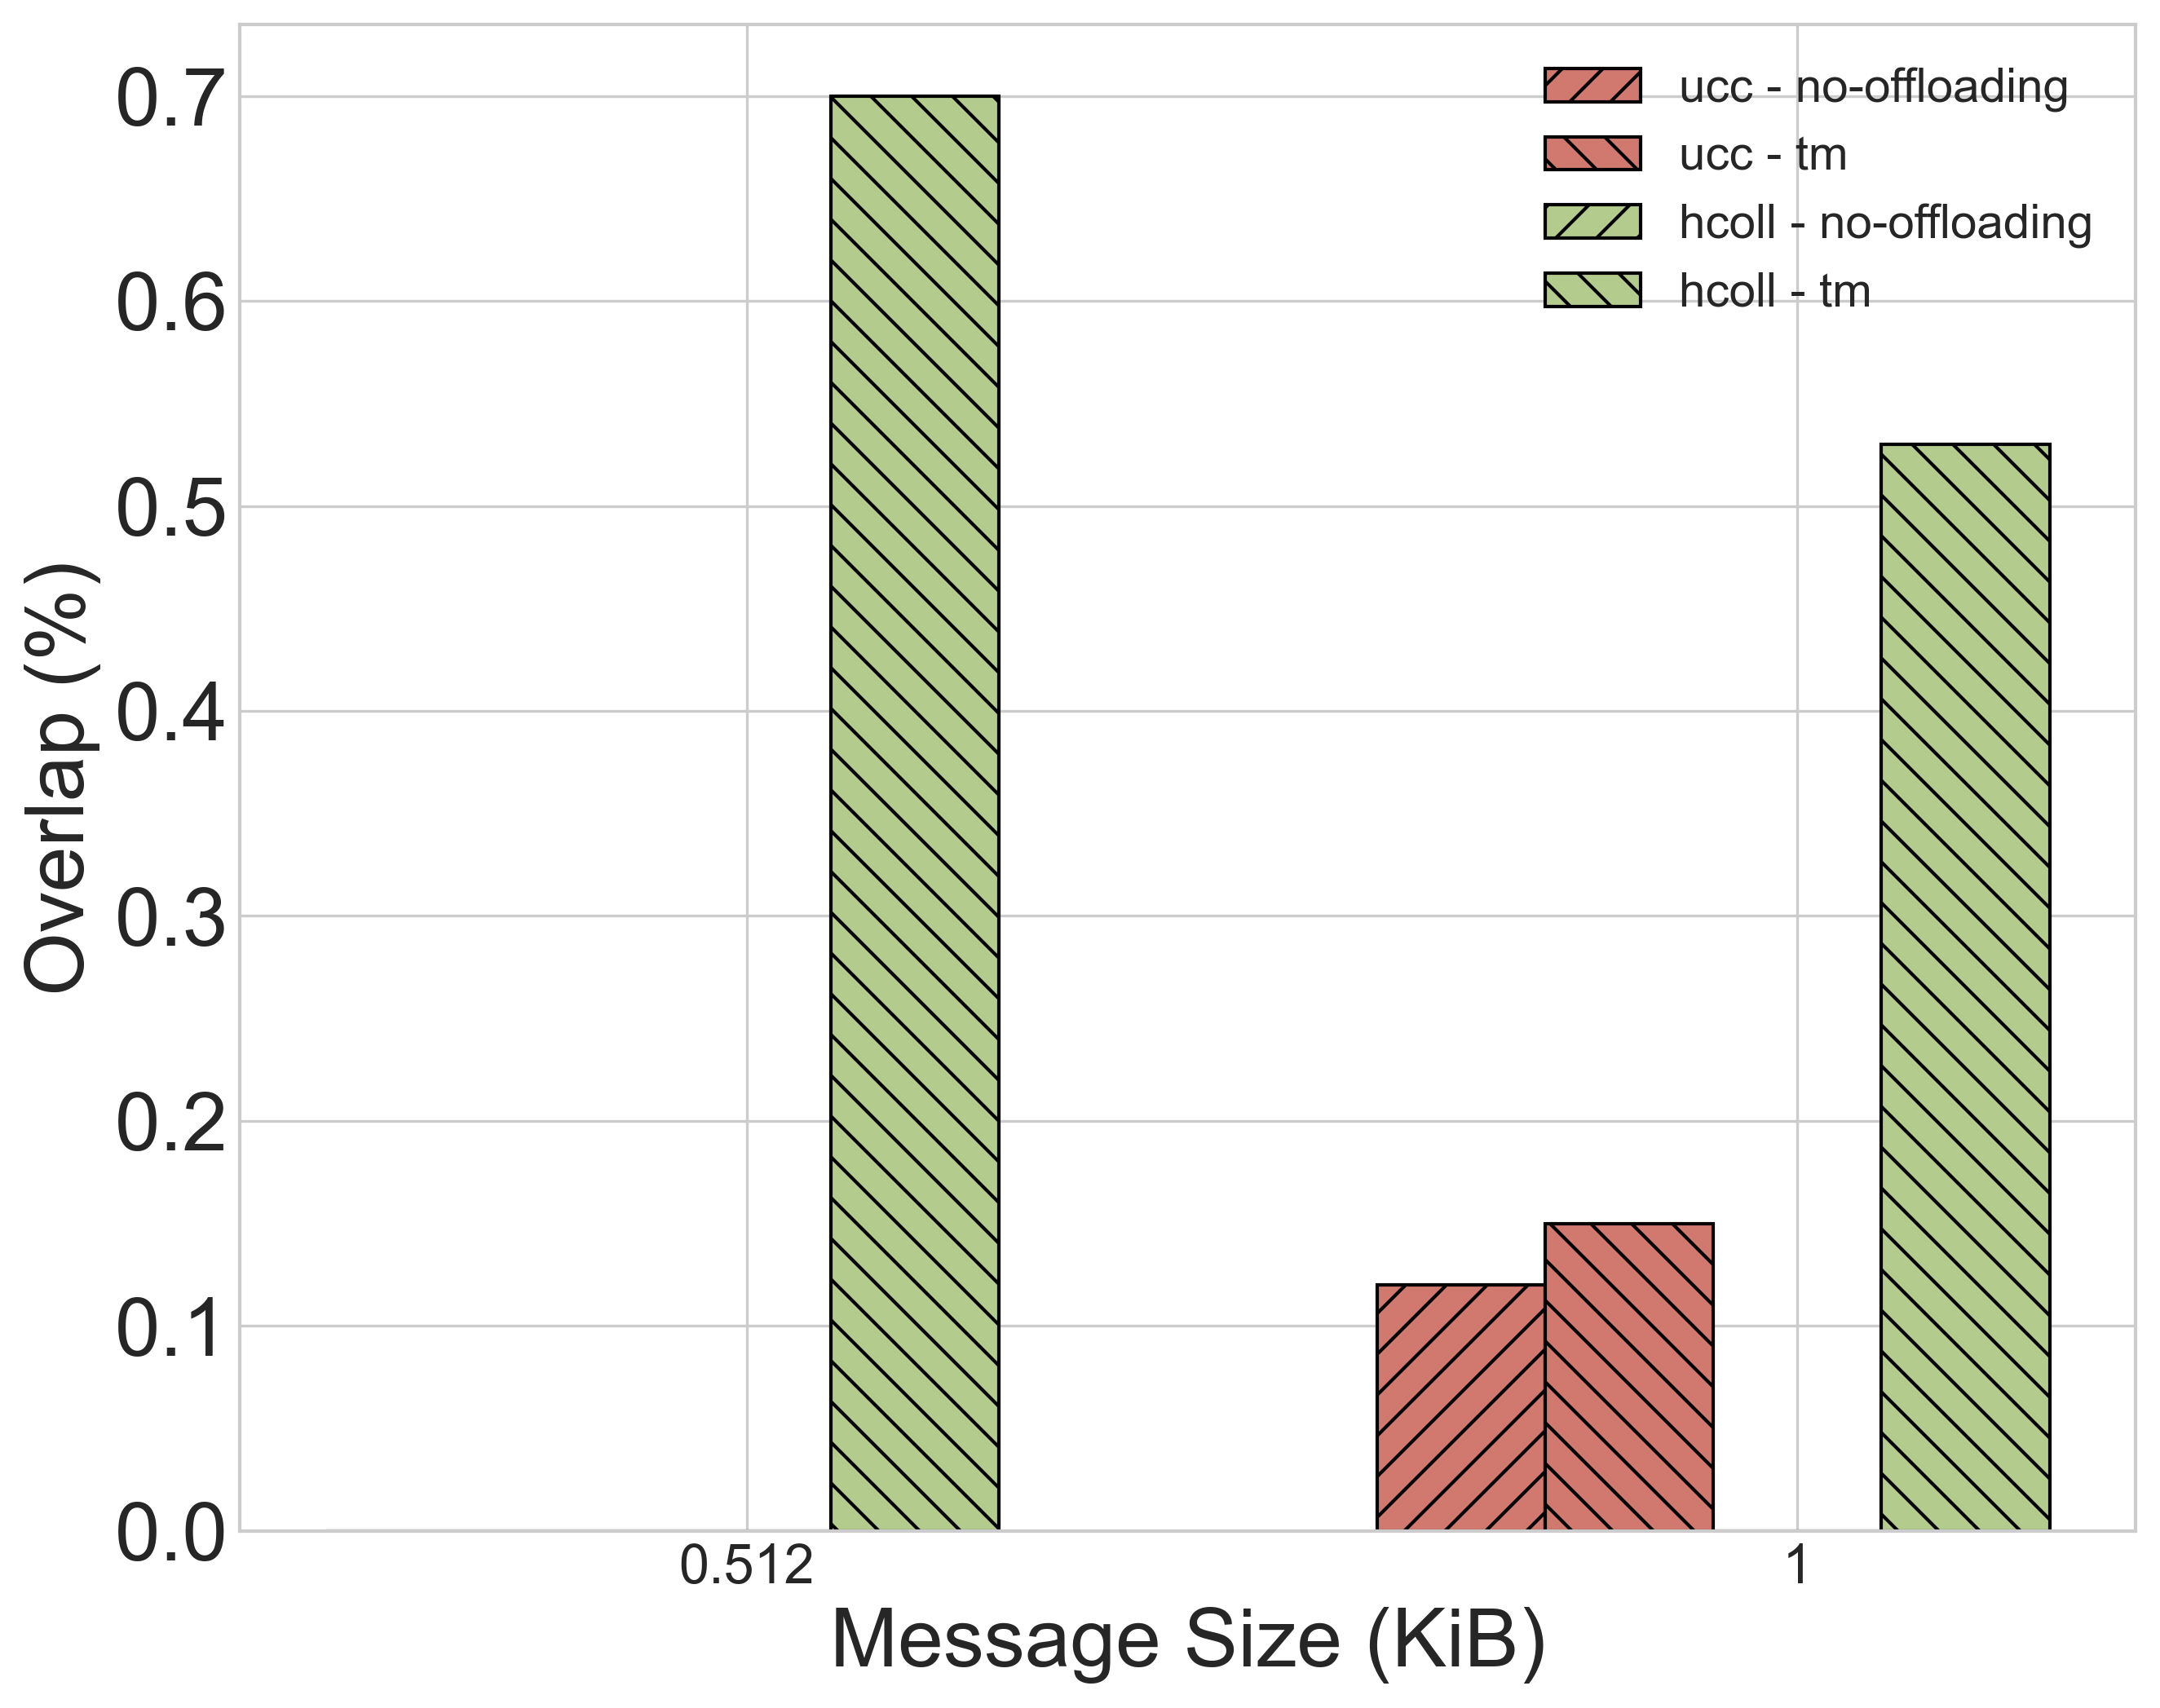 0.7
0.6
0.5
0.4
0.3
0.2
0.1
0.0
Overlap (%)
ucc - no-offloading
ucc - tm
hcoll - no-offloading
hcoll - tm
0.512
1
Message Size (KiB)